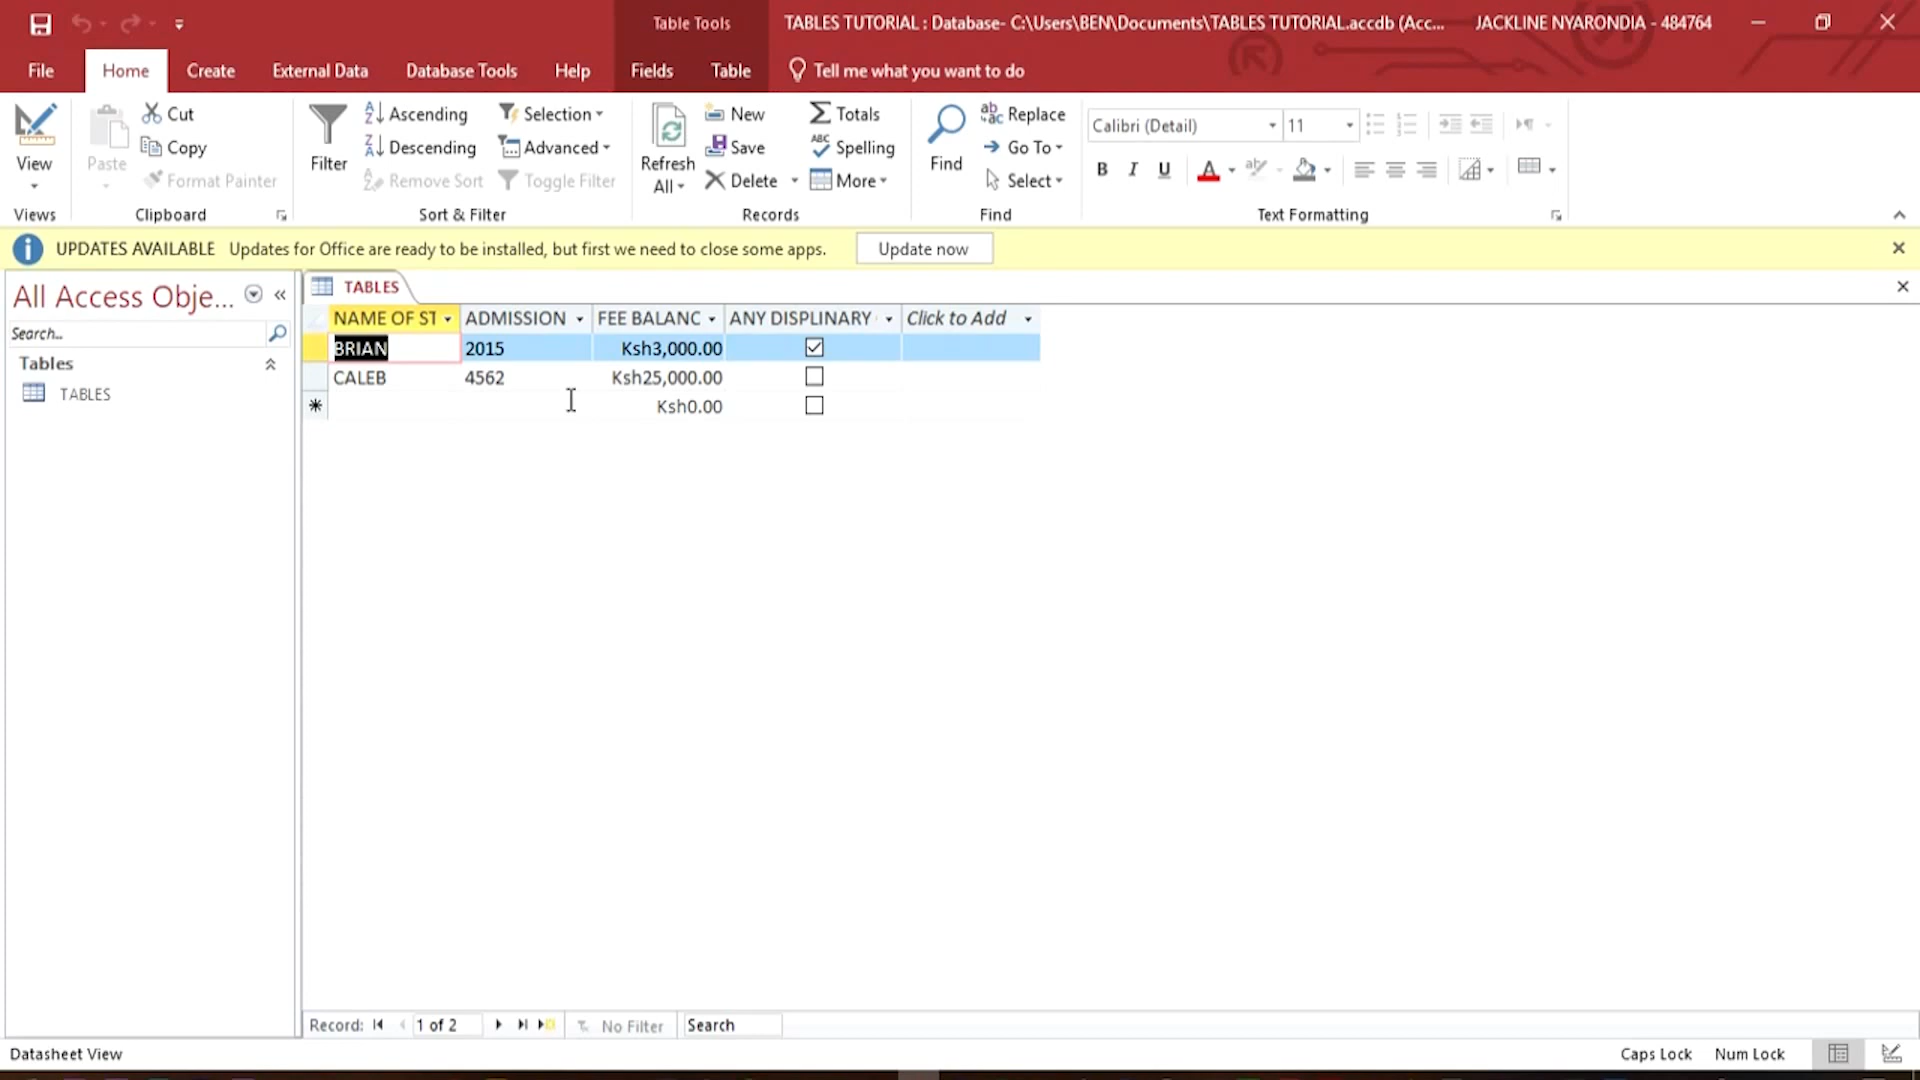 Table Tools
TABLES TUTORIAL : Database- C:\Users\BEN\Documents\TABLES TUTORIAL.accdb (Acc...
JACKLINE NYARONDIA - 484764
File Home Create External Data Database Tools Help Fields Table Tell me what you want to do
View
Views
Paste
Cut
Copy
Format Painter
Clipboard
Filter
Ascending
Descending
Remove Sort
Selection
Advanced
Toggle Filter
Sort & Filter
Refresh
All
New
Save
Delete
Totals
Spelling
More
Records
Find
Replace
Go To
Select
Find
Calibri (Detail) 11
B I U A
Text Formatting
UPDATES AVAILABLE Updates for Office are ready to be installed, but first we need to close some apps. Update now
All Access Obje...
Search..
Tables
TABLES
TABLES
NAME OF ST ADMISSION FEE BALANC ANY DISPLINARY Click to Add
BRIAN 2015 Ksh3,000.00
CALEB 4562 Ksh25,000.00
Ksh0.00
Record: 1 of 2 No Filter Search
Datasheet View
Caps Lock Num Lock